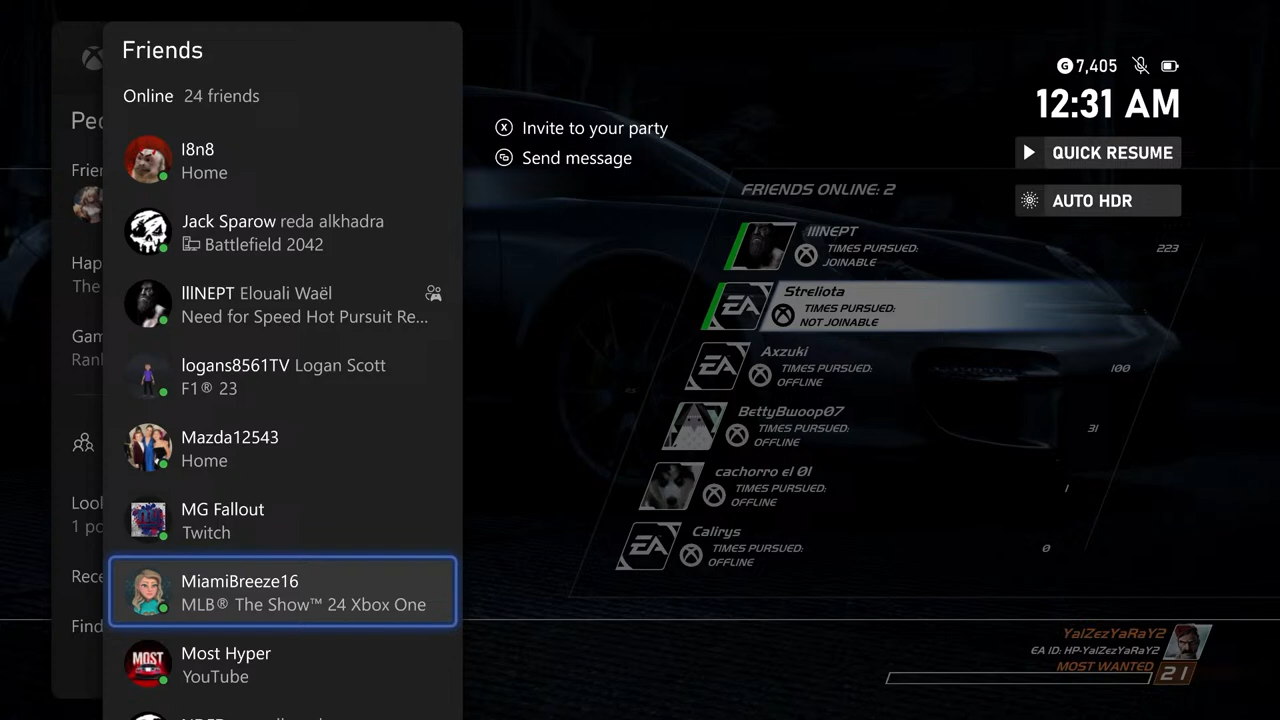 Friends
Online 24 friends
I8n8
Home
Jack Sparow reda alkhadra
Battlefield 2042
Elouali Waël
Need for Speed Hot Pursuit Re...
logans8561TV Logan Scott
F1® 23
Mazda12543
Home
MG Fallout
Twitch
MiamiBreeze16
MLB® The Show™ 24 Xbox One
Most Hyper
YouTube
Invite to your party
Send message
7,405
12:31 AM
QUICK RESUME
AUTO HDR
FRIENDS ONLINE: 2
lllNEPT
TIMES PURSUED: 223
JOINABLE
Streliota
TIMES PURSUED:
NOT JOINABLE
Axzuki
TIMES PURSUED: 100
OFFLINE
BettyBwoop07
TIMES PURSUED: 31
OFFLINE
cachorro el 01
TIMES PURSUED: 1
OFFLINE
Calirys
TIMES PURSUED: 0
OFFLINE
YaIZezYaRaY2
EA ID: HP-YaIZezYaRaY2
MOST WANTED 21